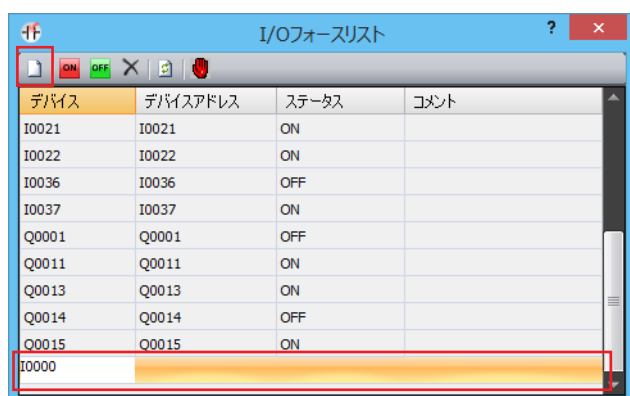 I/Oフォースリスト ? ×
ON OFF
デバイス デバイスアドレス ステータス コメント
I0021 I0021 ON
I0022 I0022 ON
I0036 I0036 OFF
I0037 I0037 ON
Q0001 Q0001 OFF
Q0011 Q0011 ON
Q0013 Q0013 ON
Q0014 Q0014 OFF
Q0015 Q0015 ON
I0000